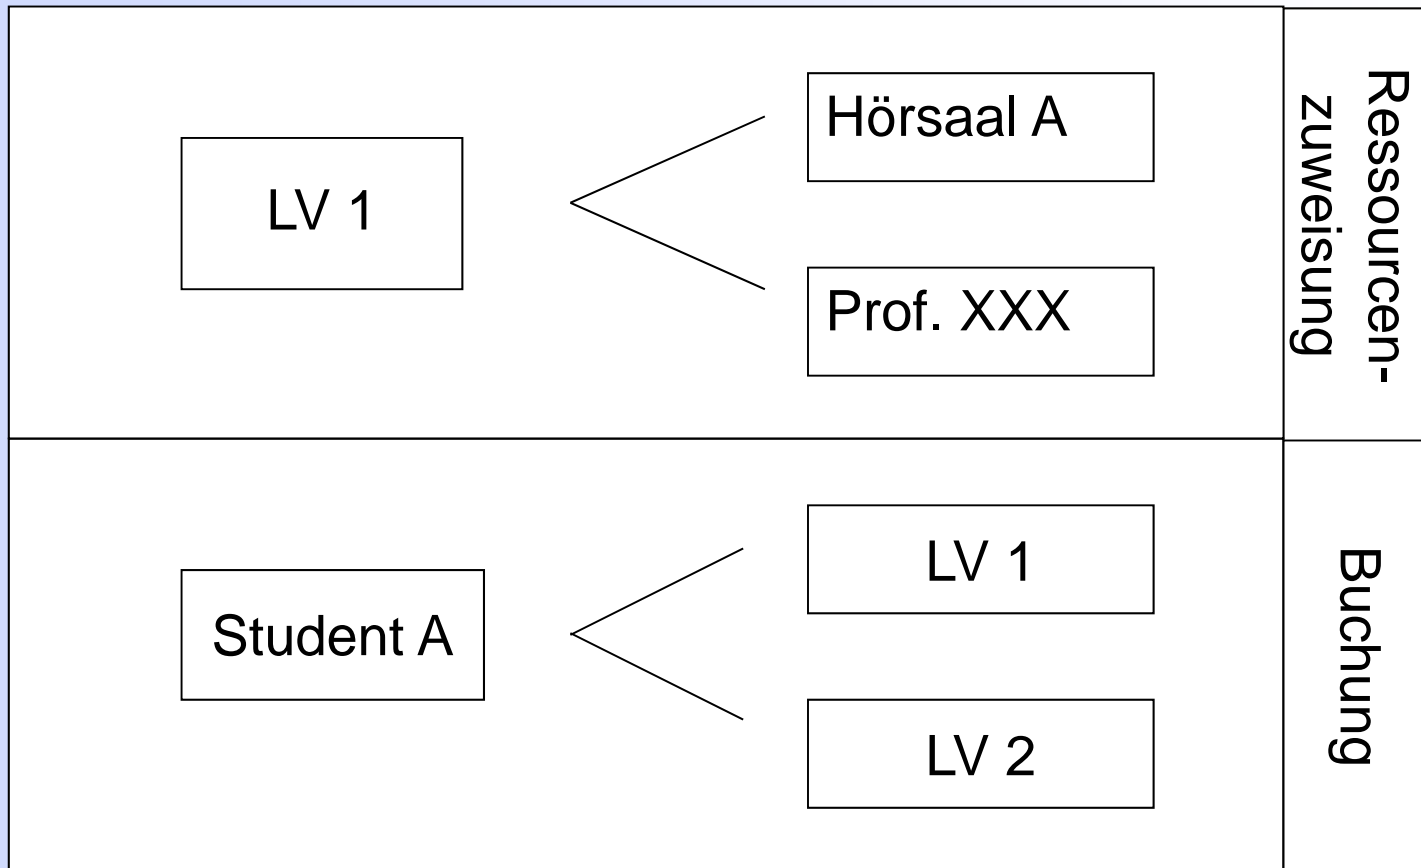 LV 1
Hörsaal A
Prof. XXX
Ressourcen-
zuweisung
Student A
LV 1
LV 2
Buchung